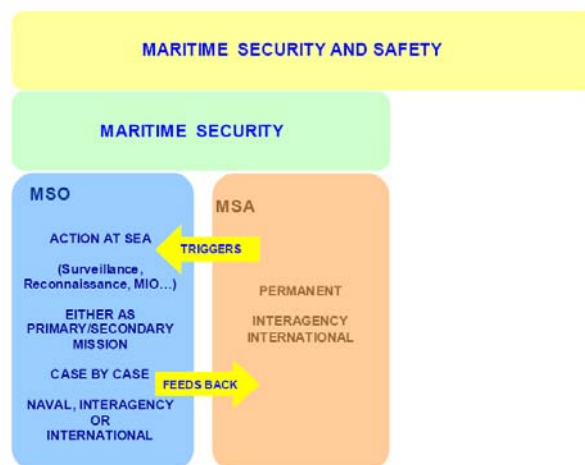 MARITIME SECURITY AND SAFETY
MARITIME SECURITY
MSO
ACTION AT SEA
(Surveillance,
Reconnaissance, MIO...)
EITHER AS
PRIMARY/SECONDARY
MISSION
CASE BY CASE
NAVAL, INTERAGENCY
OR
INTERNATIONAL
TRIGGERS
FEEDS BACK
MSA
PERMANENT
INTERAGENCY
INTERNATIONAL